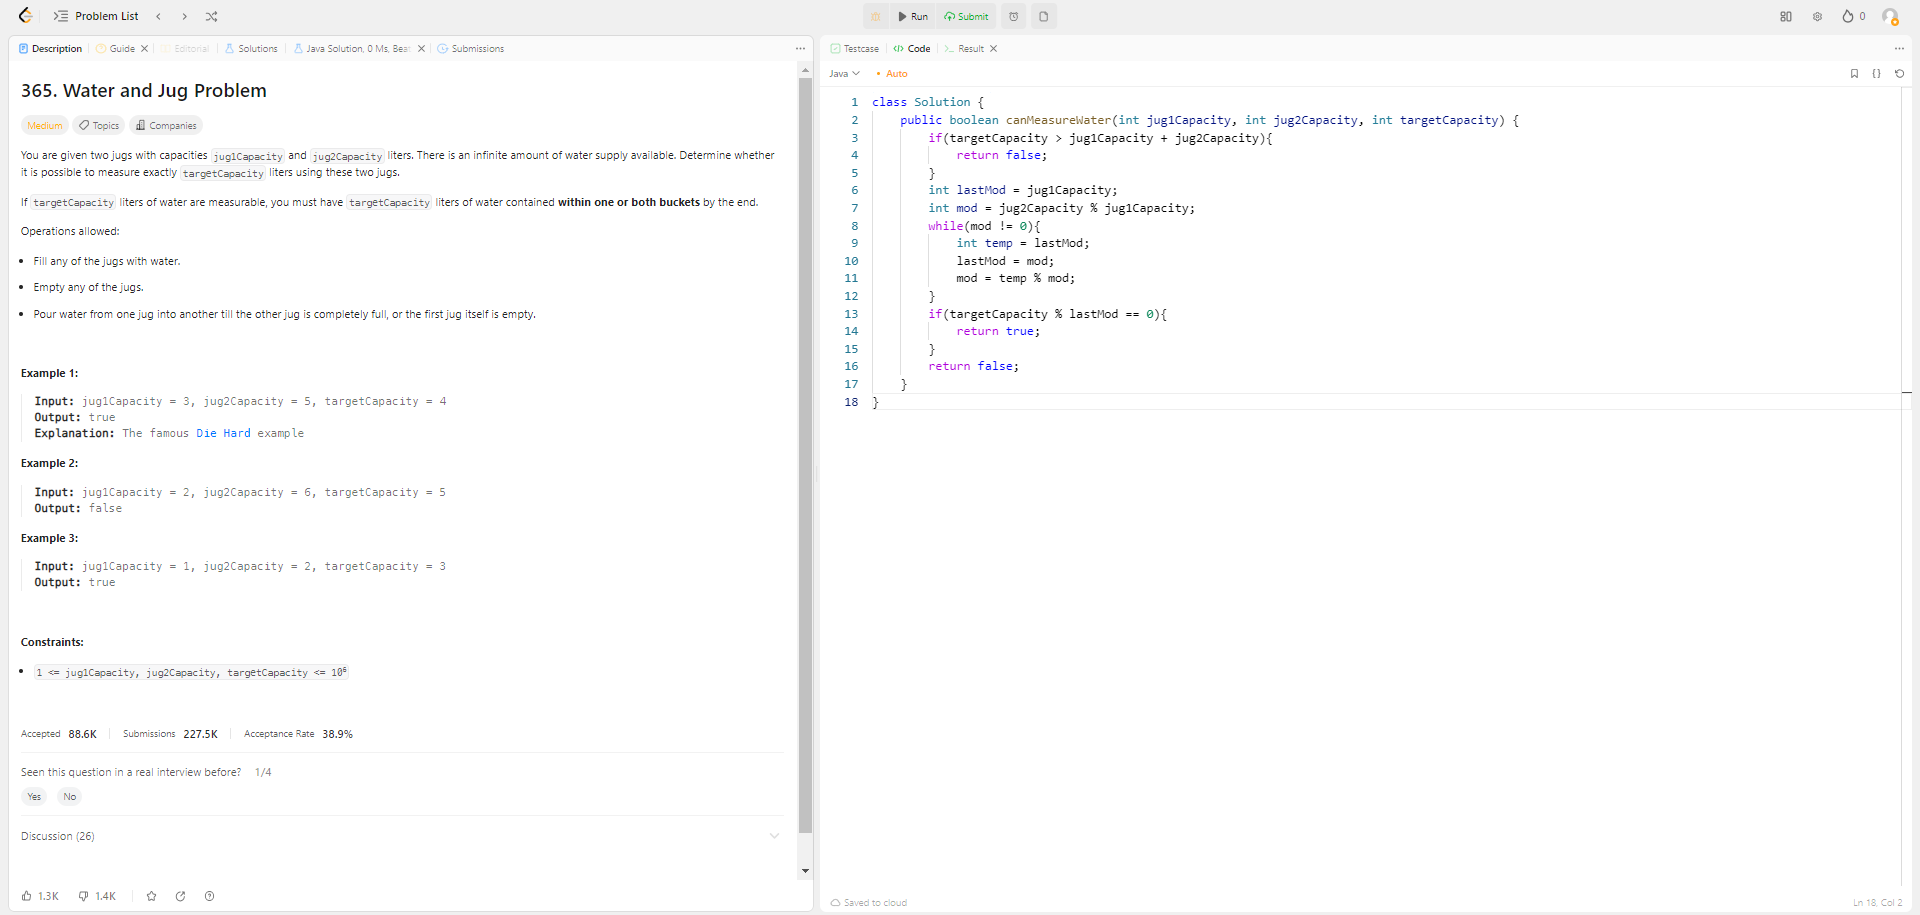 Problem List
Run
Submit
0
Description
Guide
Editorial
Solutions
Java Solution, 0 Ms, Bea
Submissions
365. Water and Jug Problem
Medium
Topics
Companies
You are given two jugs with capacities jug1Capacity and jug2Capacity liters. There is an infinite amount of water supply available. Determine whether
it is possible to measure exactly targetCapacity liters using these two jugs.
If targetCapacity liters of water are measurable, you must have targetCapacity liters of water contained within one or both buckets by the end.
Operations allowed:
• Fill any of the jugs with water.
• Empty any of the jugs.
• Pour water from one jug into another till the other jug is completely full, or the first jug itself is empty.
Example 1:
Input: jug1Capacity = 3, jug2Capacity = 5, targetCapacity = 4
Output: true
Explanation: The famous Die Hard example
Example 2:
Input: jug1Capacity = 2, jug2Capacity = 6, targetCapacity = 5
Output: false
Example 3:
Input: jug1Capacity = 1, jug2Capacity = 2, targetCapacity = 3
Output: true
Constraints:
• 1 <= jug1Capacity, jug2Capacity, targetCapacity <= 10⁶
Accepted 88.6K Submissions 227.5K Acceptance Rate 38.9%
Seen this question in a real interview before? 1/4
Yes No
Discussion (26)
1.3K 1.4K
Testcase
Code
Result
Java
• Auto
1 class Solution {
2 public boolean canMeasureWater(int jug1Capacity, int jug2Capacity, int targetCapacity) {
3 if(targetCapacity > jug1Capacity + jug2Capacity){
4 return false;
5 }
6 int lastMod = jug1Capacity;
7 int mod = jug2Capacity % jug1Capacity;
8 while(mod != 0){
9 int temp = lastMod;
10 lastMod = mod;
11 mod = temp % mod;
12 }
13 if(targetCapacity % lastMod == 0){
14 return true;
15 }
16 return false;
17 }
18 }
Saved to cloud
Ln 18, Col 2